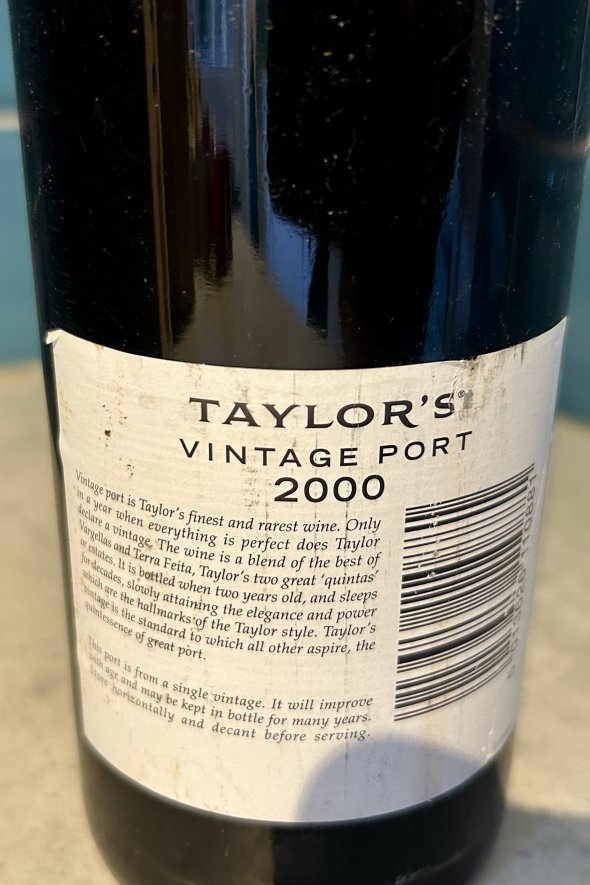 TAYLOR'S®
VINTAGE PORT
2000
Vintage port is Taylor's finest and rarest wine. Only
in a year when everything is perfect does Taylor
declare a vintage. The wine is a blend of the best of
Vargellas and Terra Feita, Taylor's two great 'quintas'
or estates. It is bottled when two years old, and sleeps
for decades, slowly attaining the elegance and power
which are the hallmarks of the Taylor style. Taylor's
vintage is the standard to which all other aspire, the
quintessence of great port.
This port is from a single vintage. It will improve
with age and may be kept in bottle for many years.
Store horizontally and decant before serving.